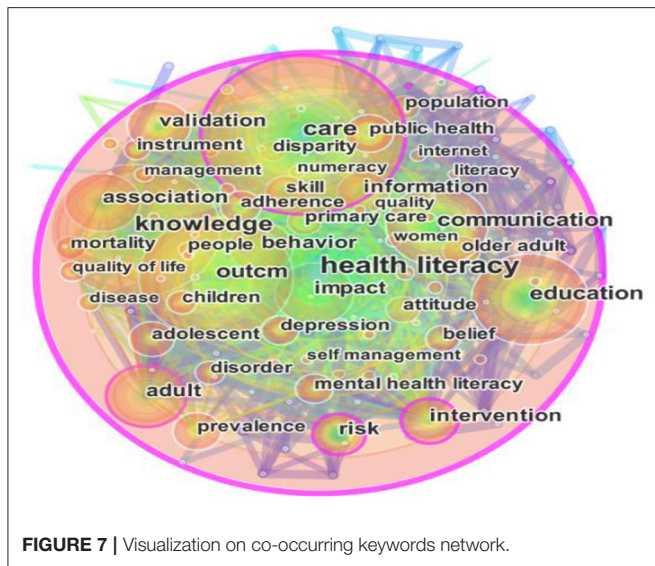 population
validation
care
public health
instrument
disparity
internet
management
numeracy
literacy
skill
information
association
adherence
quality
primary care
communication
knowledge
women
mortality
people
behavior
older adult
quality of life
outcm
health literacy
impact
education
disease
children
attitude
adolescent
depression
belief
self management
disorder
mental health literacy
adult
intervention
prevalence
risk
FIGURE 7 | Visualization on co-occurring keywords network.